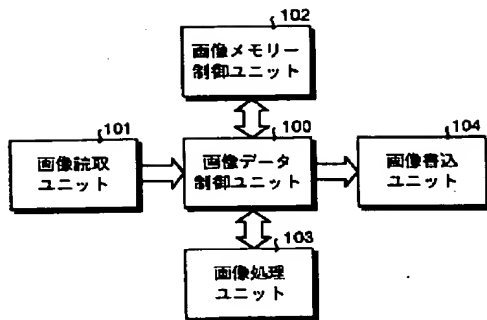 102
画像メモリー
制御ユニット
101
画像読取
ユニット
100
画像データ
制御ユニット
104
画像書込
ユニット
103
画像処理
ユニット